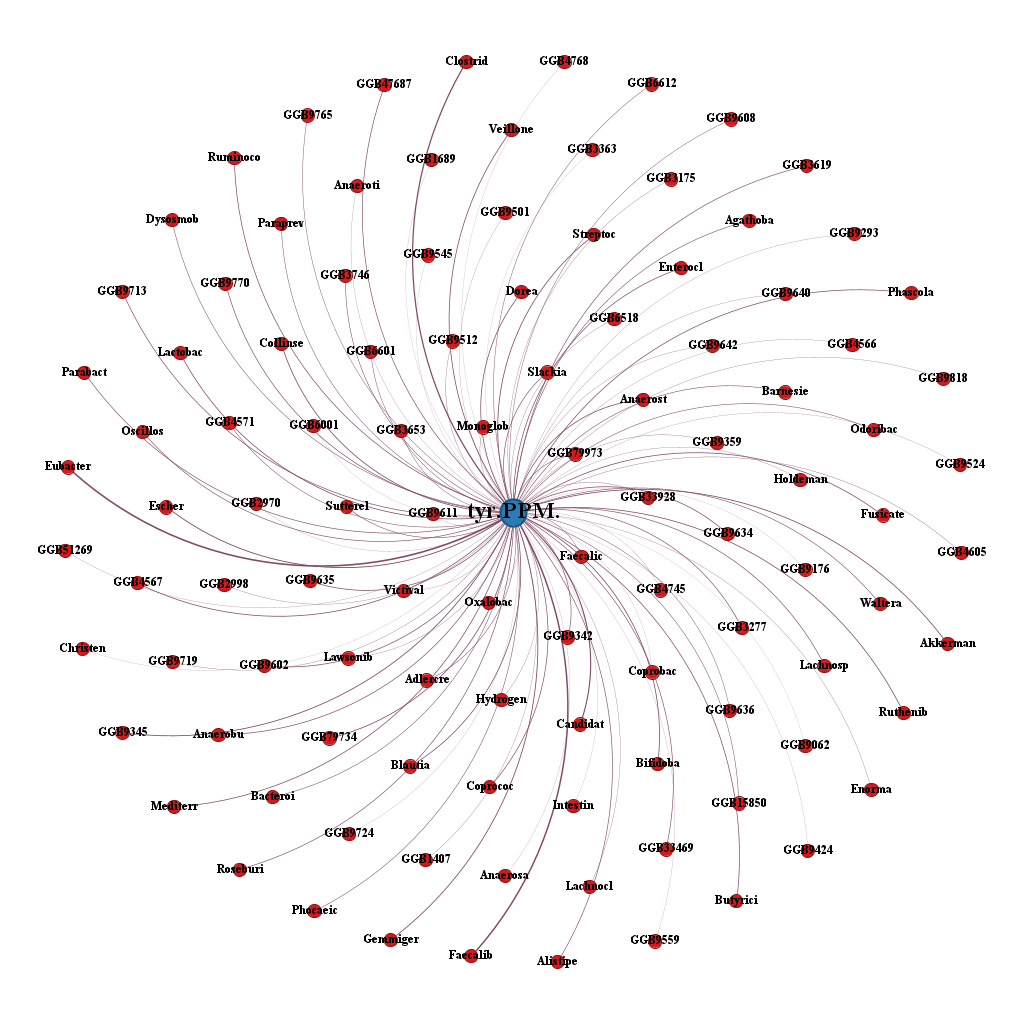 Clostrid
GGB4768
GGB47687
GGB6612
GGB9765
GGB9608
Veillone
GGB3363
Ruminoco
GGB1689
GGB3619
Anaeroti
GGB3175
Dysosmob
Paraprev
GGB9501
Agathoba
Streptoc
GGB9293
GGB9545
Enterocl
GGB3746
GGB9770
GGB9713
Dorea
GGB9640
Phascola
GGB6518
Collinse
GGB9512
GGB9642
GGB4566
Lactobac
GGB6601
Parabact
Slackia
GGB9818
Barnesie
Anaerost
GGB4571
GGB6001
Monoglob
Oscillos
GGB3653
Odoribac
GGB9359
GGB79973
Eubacter
GGB9524
Holdeman
GGB33928
GGB2970
Escher
Sutterel
tyr.PPM.
GGB9611
Fusicate
GGB9634
GGB51269
GGB4605
Faecalic
GGB9176
GGB4567
GGB2998
GGB9635
Victival
GGB4745
Oxalobac
Waltera
GGB3277
GGB9342
Akkerman
Christen
GGB9719
GGB9602
Lawsonib
Lachnosp
Coprobac
Adlercre
Hydrogen
GGB9636
Ruthenib
Candidat
GGB9345
Anaerobu
GGB79734
GGB9062
Blautia
Bifidoba
Coprococ
Enorma
Bacteroi
Mediterr
Intestin
GGB15850
GGB9724
GGB33469
GGB9424
GGB1407
Roseburi
Anaerosa
Lachnocl
Butyrici
Phocaeic
Gemmiger
GGB9559
Faecalib
Alistipe